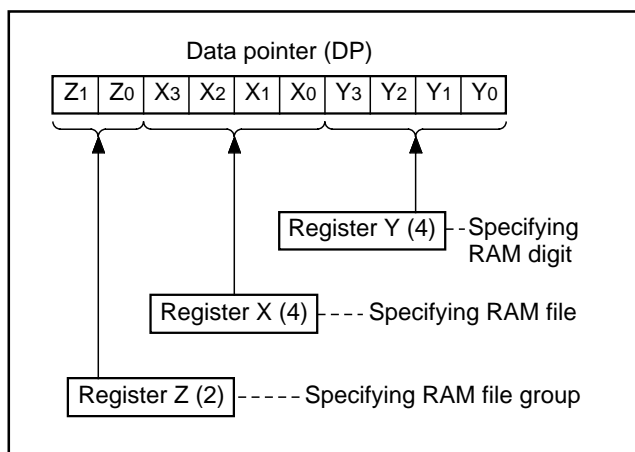 Data pointer (DP)
Z1 Z0 X3 X2 X1 X0 Y3 Y2 Y1 Y0
Register Y (4) Specifying
RAM digit
Register X (4) Specifying RAM file
Register Z (2) Specifying RAM file group